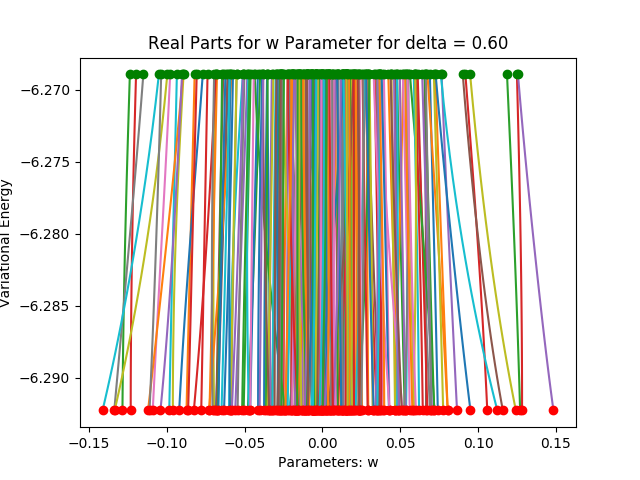 Real Parts for w Parameter for delta = 0.60
Variational Energy
−6.270
−6.275
−6.280
−6.285
−6.290
−0.15 −0.10 −0.05 0.00 0.05 0.10 0.15
Parameters: w